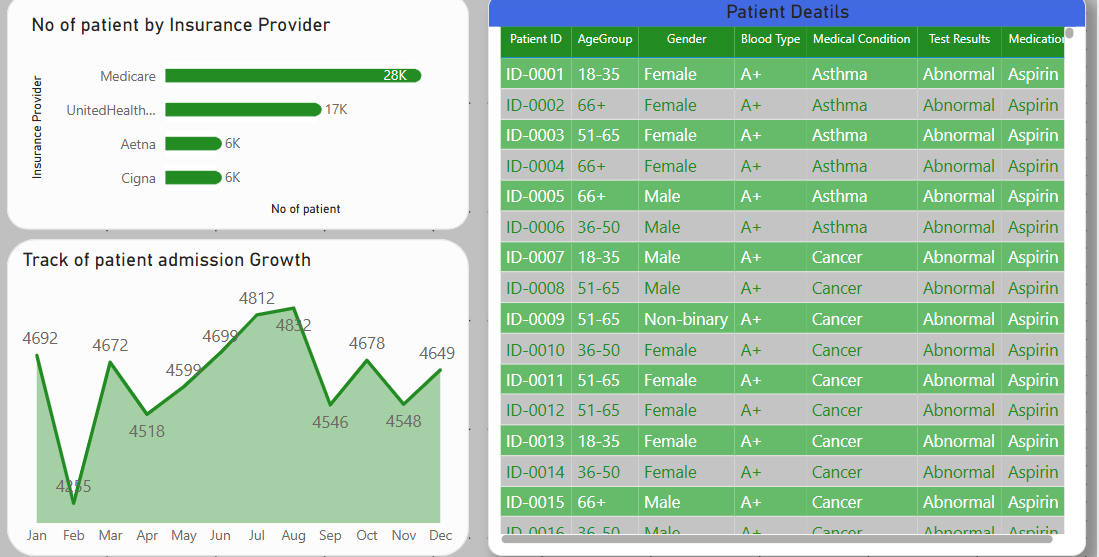 No of patient by Insurance Provider
Insurance Provider
Medicare 28K
UnitedHealth... 17K
Aetna 6K
Cigna 6K
No of patient
Track of patient admission Growth
4692
4255
4672
4518
4599
4699
4812
4832
4546
4678
4548
4649
Jan Feb Mar Apr May Jun Jul Aug Sep Oct Nov Dec
Patient Deatils
Patient ID AgeGroup Gender Blood Type Medical Condition Test Results Medication
ID-0001 18-35 Female A+ Asthma Abnormal Aspirin
ID-0002 66+ Female A+ Asthma Abnormal Aspirin
ID-0003 51-65 Female A+ Asthma Abnormal Aspirin
ID-0004 66+ Female A+ Asthma Abnormal Aspirin
ID-0005 66+ Male A+ Asthma Abnormal Aspirin
ID-0006 36-50 Male A+ Asthma Abnormal Aspirin
ID-0007 18-35 Male A+ Cancer Abnormal Aspirin
ID-0008 51-65 Male A+ Cancer Abnormal Aspirin
ID-0009 51-65 Non-binary A+ Cancer Abnormal Aspirin
ID-0010 36-50 Female A+ Cancer Abnormal Aspirin
ID-0011 51-65 Female A+ Cancer Abnormal Aspirin
ID-0012 51-65 Female A+ Cancer Abnormal Aspirin
ID-0013 18-35 Female A+ Cancer Abnormal Aspirin
ID-0014 36-50 Female A+ Cancer Abnormal Aspirin
ID-0015 66+ Male A+ Cancer Abnormal Aspirin
ID-0016 36-50 Male A+ Cancer Abnormal Aspirin